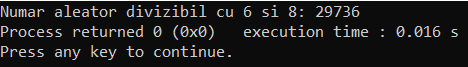 Numar aleator divizibil cu 6 si 8: 29736
Process returned 0 (0x0)   execution time : 0.016 s
Press any key to continue.